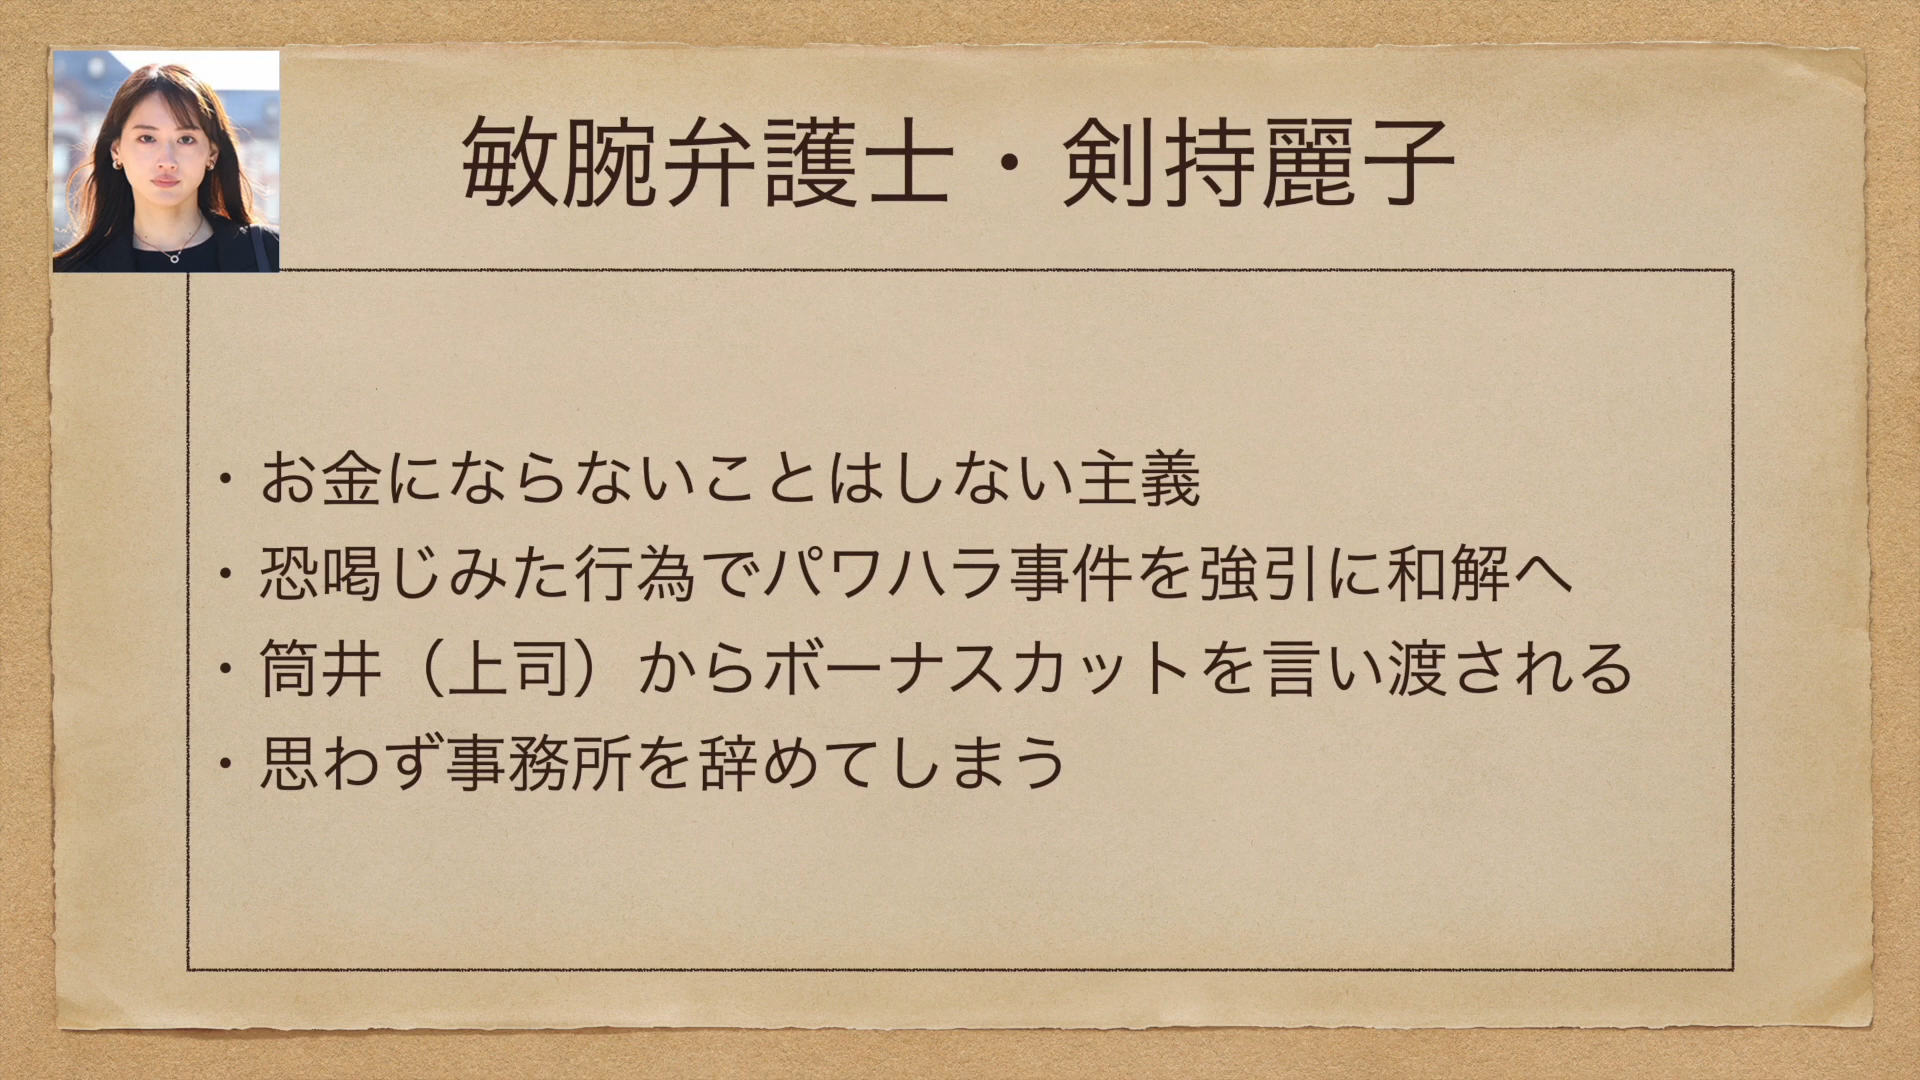 敏腕弁護士・剣持麗子
・お金にならないことはしない主義
・恐喝じみた行為でパワハラ事件を強引に和解へ
・筒井（上司）からボーナスカットを言い渡される
・思わず事務所を辞めてしまう